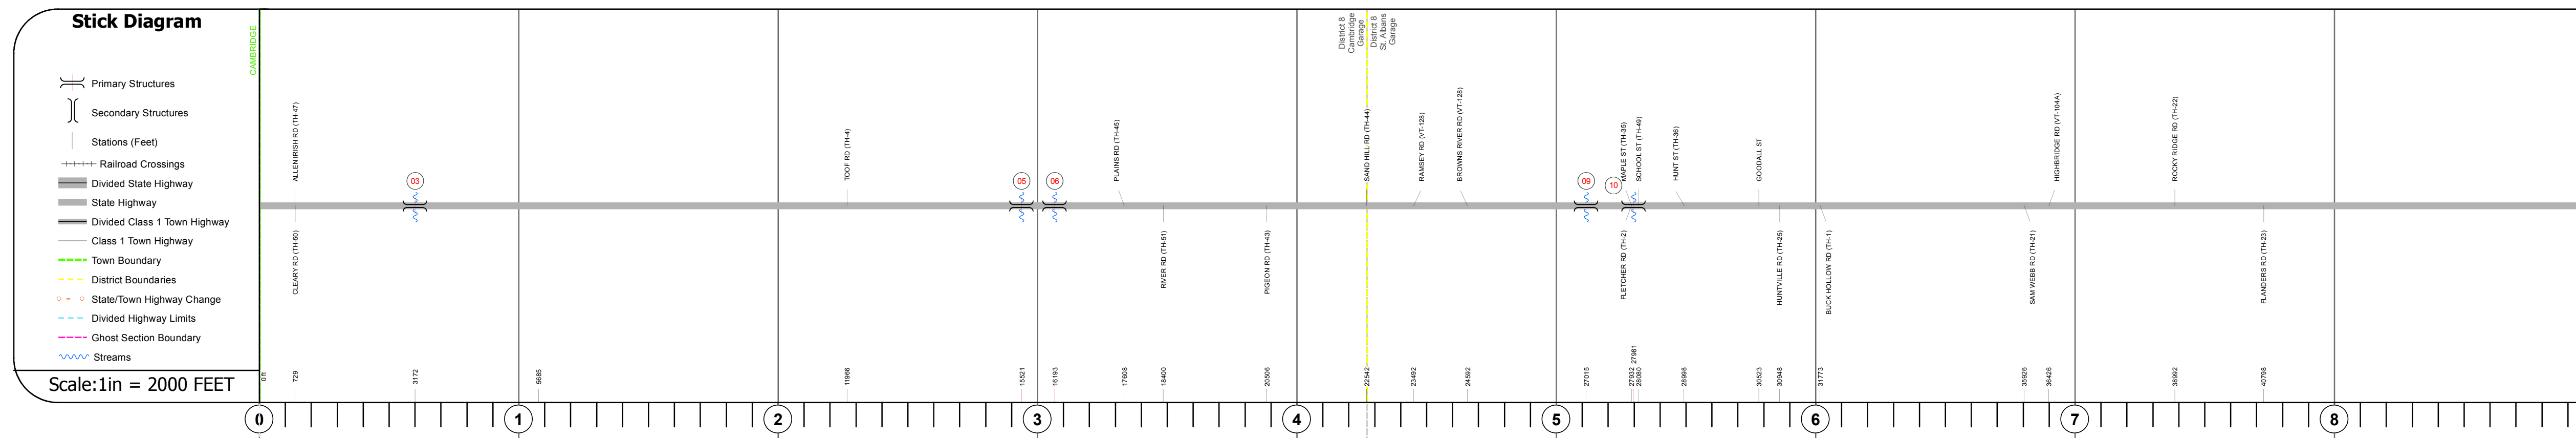 Stick Diagram
Primary Structures
Secondary Structures
Stations (Feet)
Railroad Crossings
Divided State Highway
State Highway
Divided Class 1 Town Highway
Class 1 Town Highway
Town Boundary
District Boundaries
State/Town Highway Change
Divided Highway Limits
Ghost Section Boundary
Streams
Scale:1in = 2000 FEET
CAMBRIDGE
District 8
Cambridge
Garage
District 8
St. Albans
Garage
ALLEN IRISH RD (TH-47)
TOOF RD (TH-4)
PLAINS RD (TH-45)
SAND HILL RD (TH-44)
RAMSEY RD (VT-128)
BROWNS RIVER RD (VT-128)
MAPLE ST (TH-35)
SCHOOL ST (TH-49)
HUNT ST (TH-36)
GOODALL ST
HIGHBRIDGE RD (VT-104A)
ROCKY RIDGE RD (TH-22)
03
05
06
09
10
CLEARY RD (TH-50)
RIVER RD (TH-51)
PIGEON RD (TH-43)
FLETCHER RD (TH-2)
HUNTVILLE RD (TH-25)
BUCK HOLLOW RD (TH-1)
SAM WEBB RD (TH-21)
FLANDERS RD (TH-23)
0 ft
729
3172
5685
11966
15521
16193
17608
18400
20506
22542
23492
24592
27015
27932
27981
28080
28998
30523
30948
31773
35926
36426
38992
40798
0
1
2
3
4
5
6
7
8